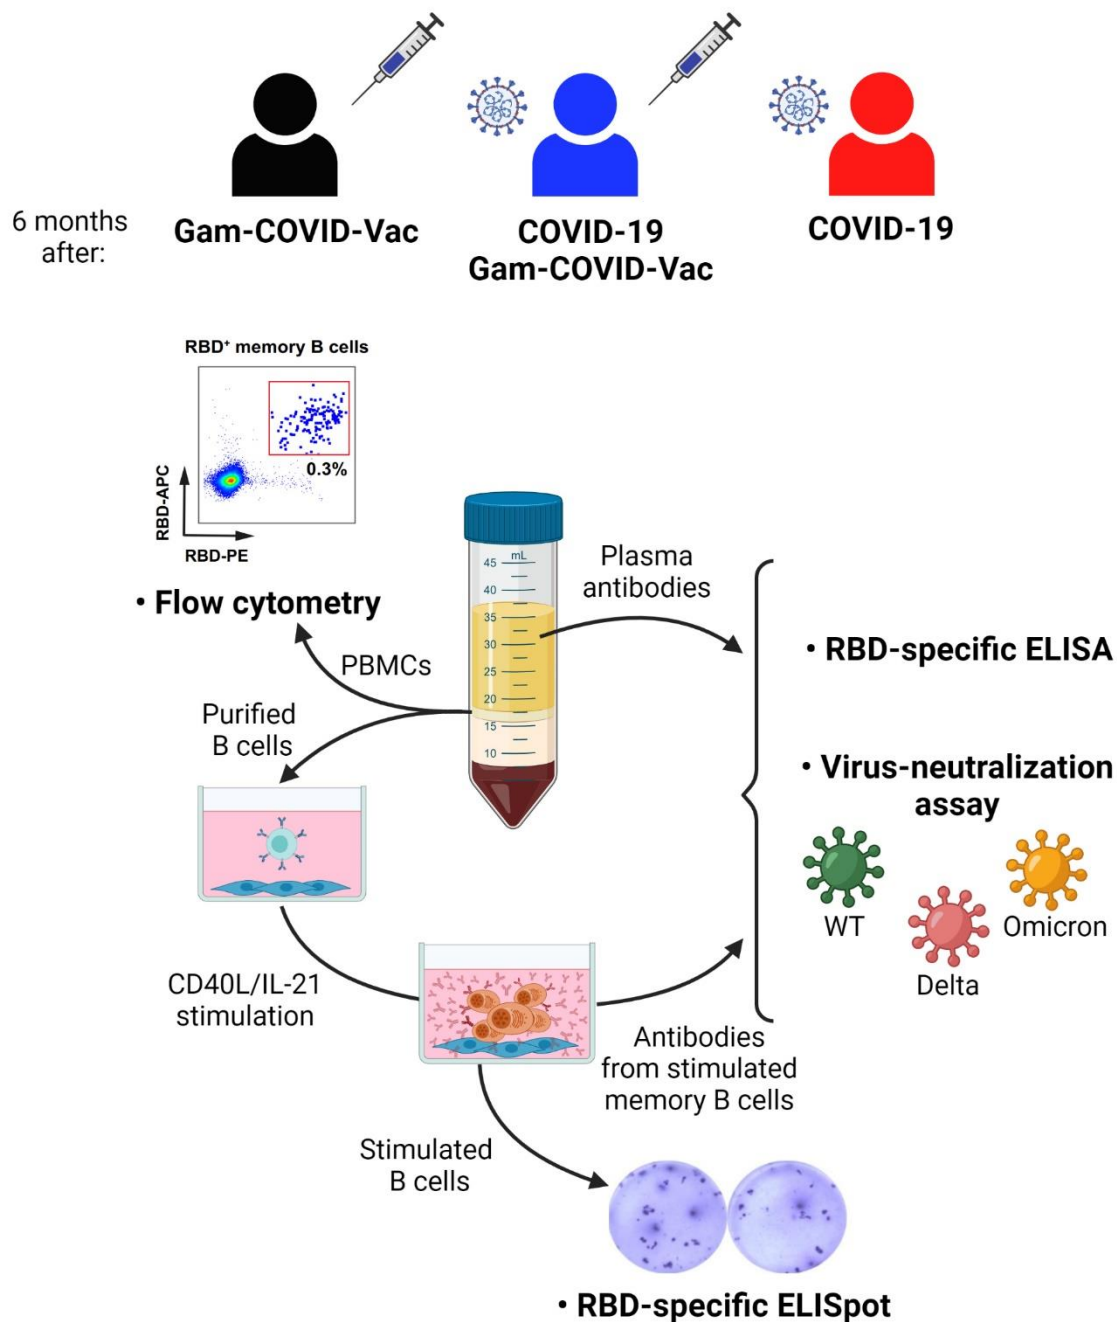 6 months
after:
Gam-COVID-Vac
COVID-19
Gam-COVID-Vac
COVID-19
RBD⁺ memory B cells
0.3%
RBD-APC
RBD-PE
• Flow cytometry
PBMCs
Purified
B cells
mL
45
40
35
30
25
20
15
10
Plasma
antibodies
• RBD-specific ELISA
• Virus-neutralization
assay
WT
Delta
Omicron
CD40L/IL-21
stimulation
Antibodies
from stimulated
memory B cells
Stimulated
B cells
• RBD-specific ELISpot